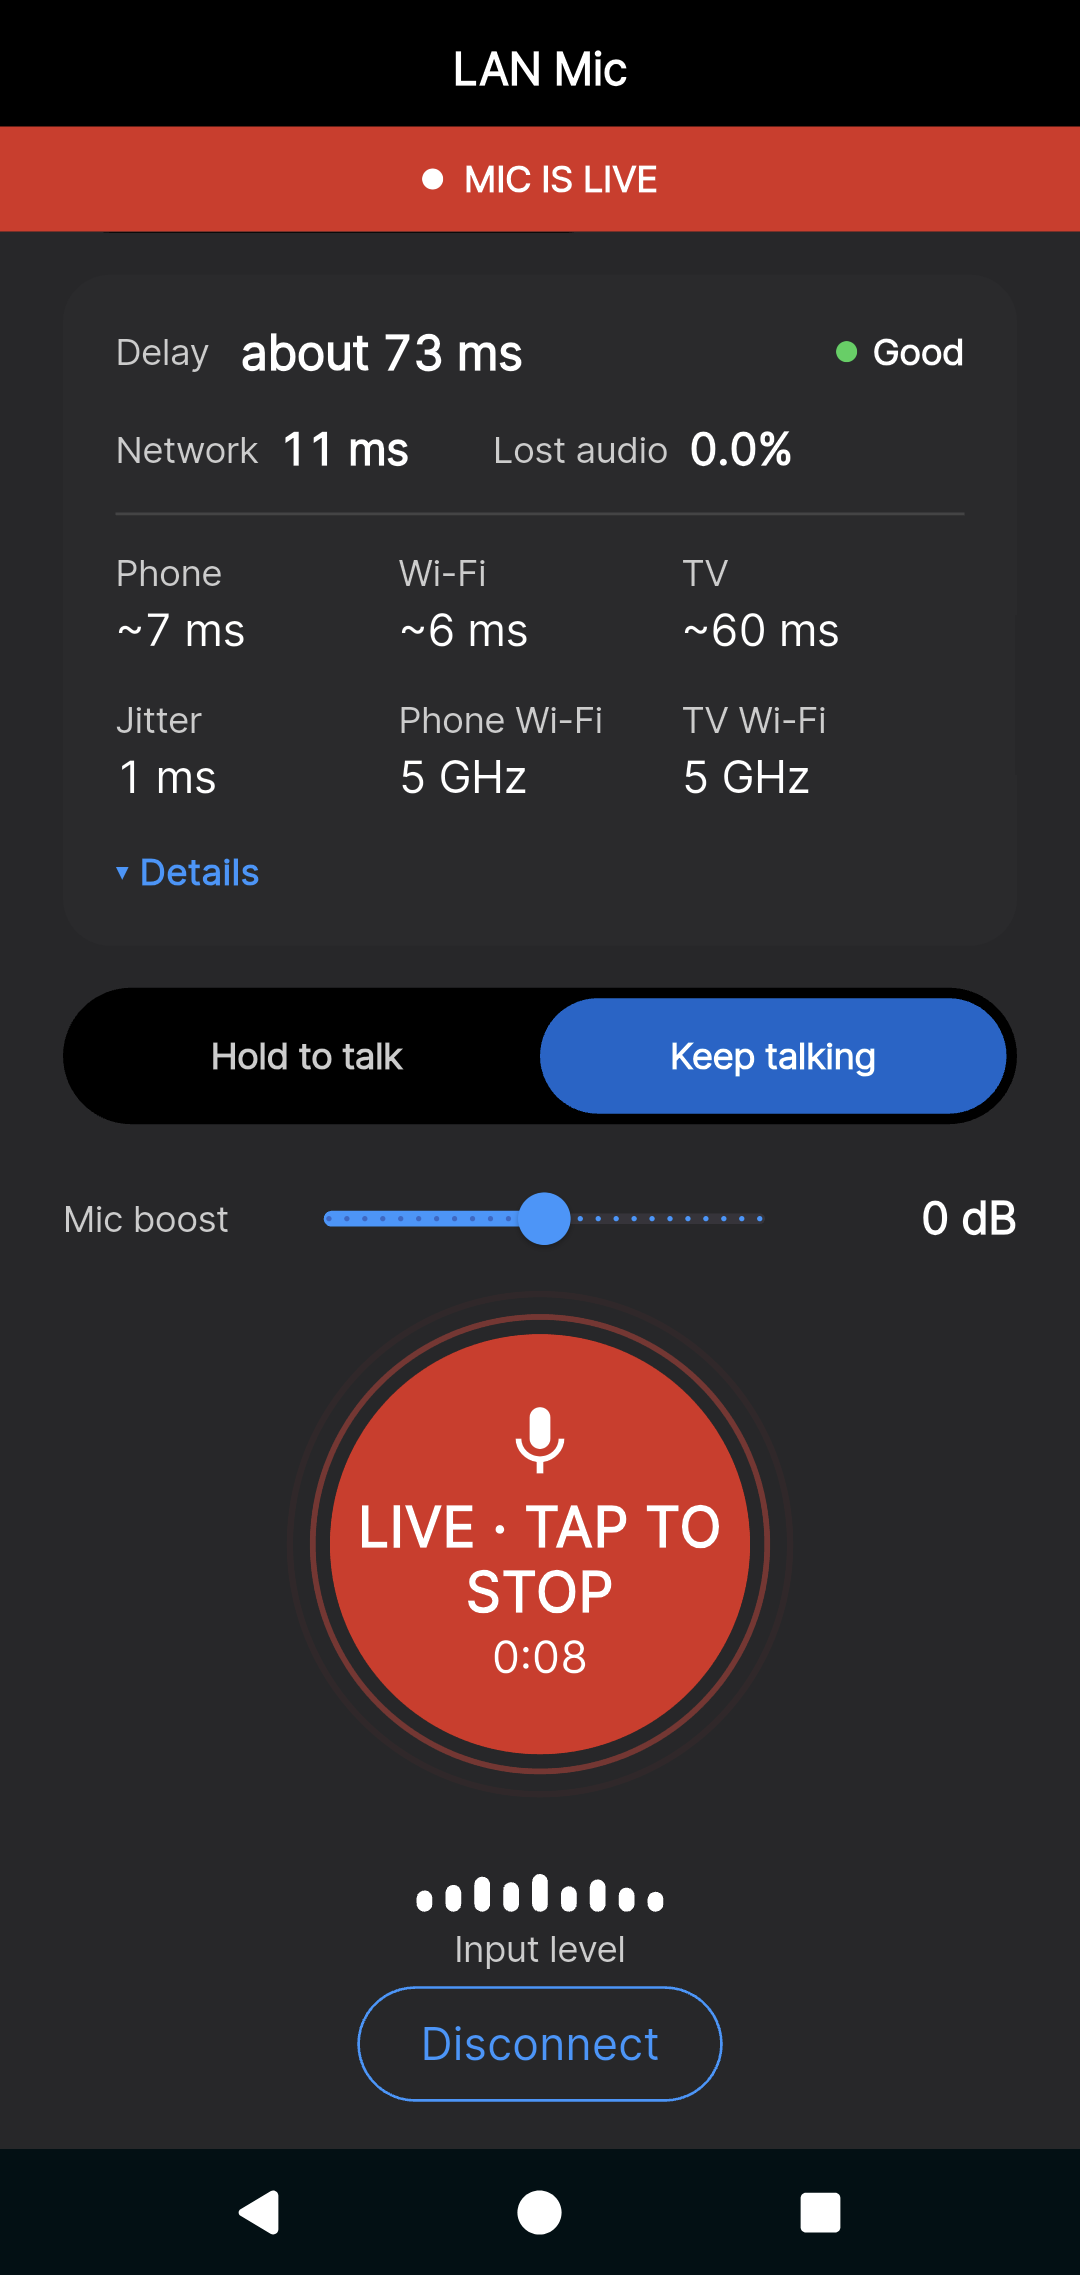 LAN Mic
MIC IS LIVE
Delay about 73 ms Good
Network 11 ms Lost audio 0.0%
Phone Wi-Fi TV
~7 ms ~6 ms ~60 ms
Jitter Phone Wi-Fi TV Wi-Fi
1 ms 5 GHz 5 GHz
▾ Details
Hold to talk Keep talking
Mic boost 0 dB
LIVE · TAP TO
STOP
0:08
Input level
Disconnect